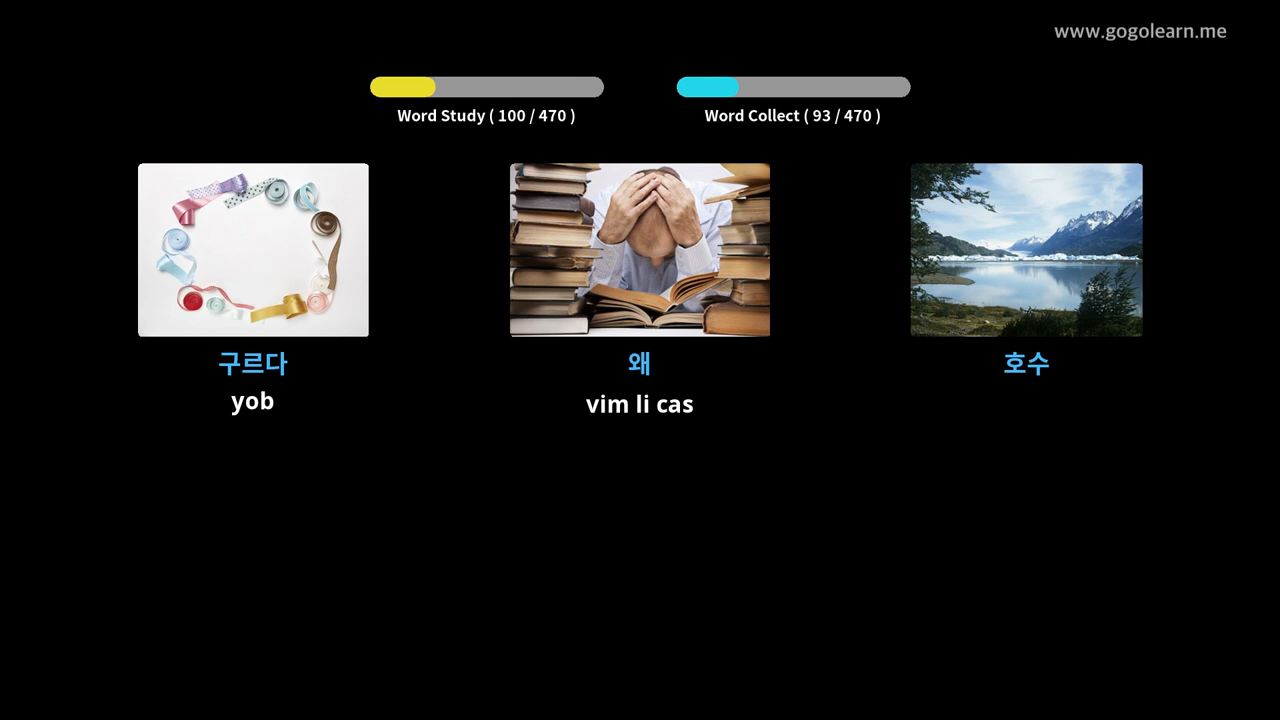 www.gogolearn.me
Word Study ( 100 / 470 )
Word Collect ( 93 / 470 )
구르다
yob
왜
vim li cas
호수